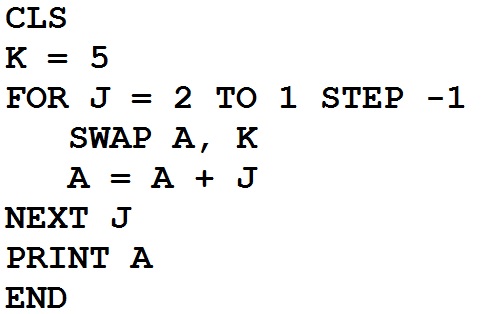 CLS
K = 5
FOR J = 2 TO 1 STEP -1
   SWAP A, K
   A = A + J
NEXT J
PRINT A
END